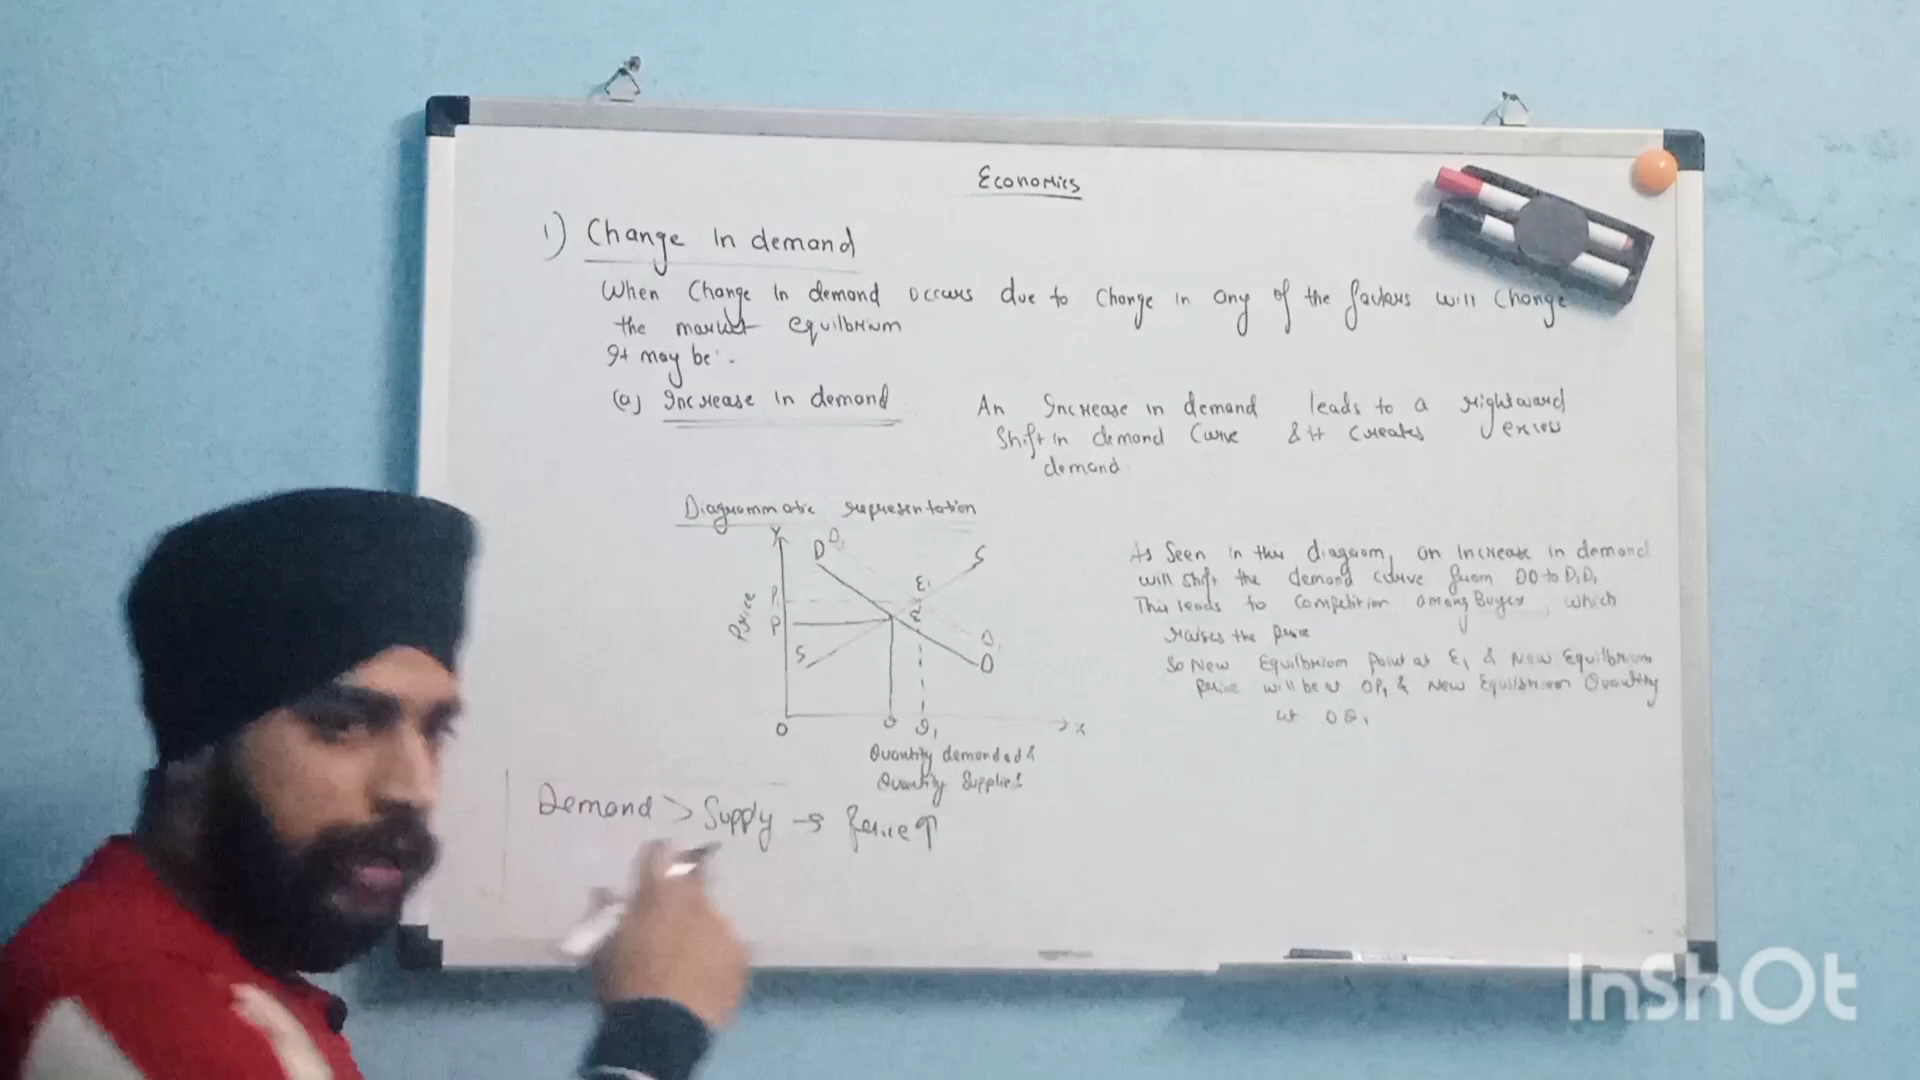 Economics
1) Change In demand
When Change In demand occurs due to Change in any of the factors will Change
the market equilbrium
It may be :-
(a) Increase in demand
An Increase in demand leads to a rightward
Shift in demand Curve & it Creates excess
demand
Diagrammatic representation
Y
D D1
S
E1
Price
P1
E
P
S
D
D
O
Q
Q1
X
Quantity demanded &
Quantity Supplied
Demand > Supply → Price ↑
As Seen in this diagram, an increase in demand
will shift the demand curve from DD to D1D1
This leads to Competition among Buyers, which
raises the price
So New Equilbrium point at E1 & New Equilbrium
price will be OP1 & New Equilbrium Quantity
at OQ1
InShOt